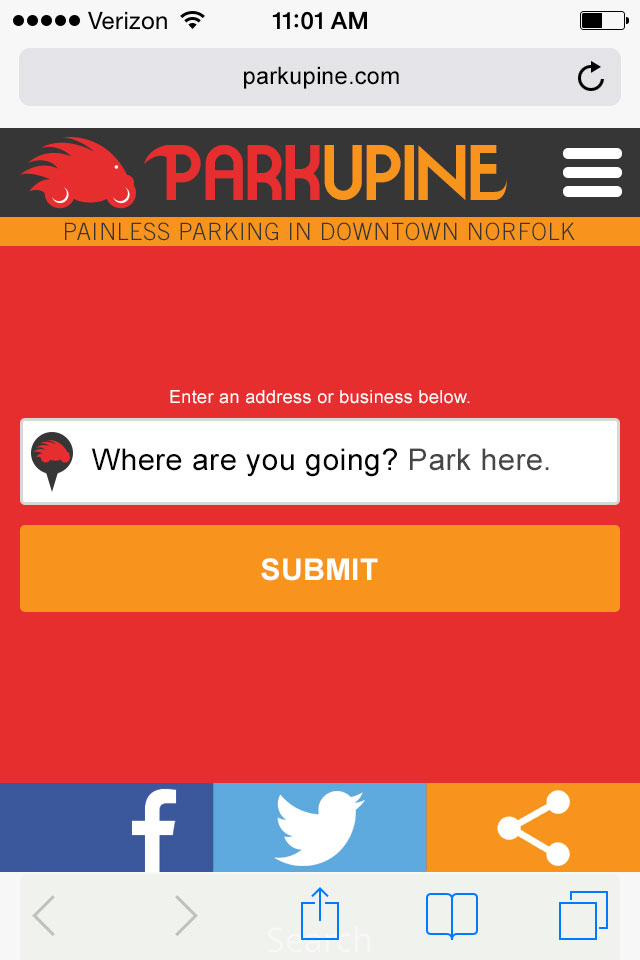 Verizon 11:01 AM
parkupine.com
PARKUPINE
PAINLESS PARKING IN DOWNTOWN NORFOLK
Enter an address or business below.
Where are you going? Park here.
SUBMIT
Search